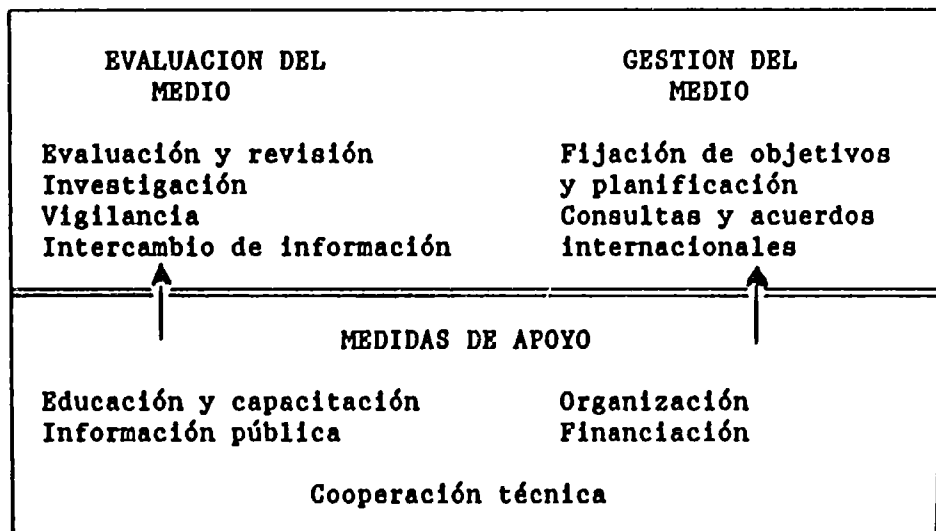 EVALUACION DEL
MEDIO
Evaluación y revisión
Investigación
Vigilancia
Intercambio de información
GESTION DEL
MEDIO
Fijación de objetivos
y planificación
Consultas y acuerdos
internacionales
MEDIDAS DE APOYO
Educación y capacitación
Información pública
Organización
Financiación
Cooperación técnica